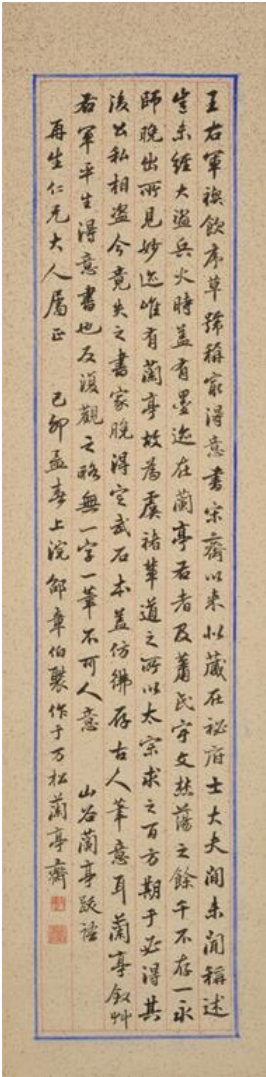 王右軍禊飲序草號稱㝡得意書宋齊以來似藏在祕府士大夫間未聞稱述
豈未經大盜兵火時蓋有墨迹在蘭亭右者及蕭氏宇文焚蕩之餘千不存一永
師晚出所見妙迹唯有蘭亭故為虞褚輩道之所以太宗求之百方期于必得其
後公私相盜今竟失之書家晚得定武石本蓋仿彿存古人筆意耳蘭亭敘艸
右軍平生得意書也反復觀之略無一字一筆不可人意 山谷蘭亭跋語
再生仁兄大人屬正 己卯孟春上浣邵章伯褧作于万松蘭亭齋